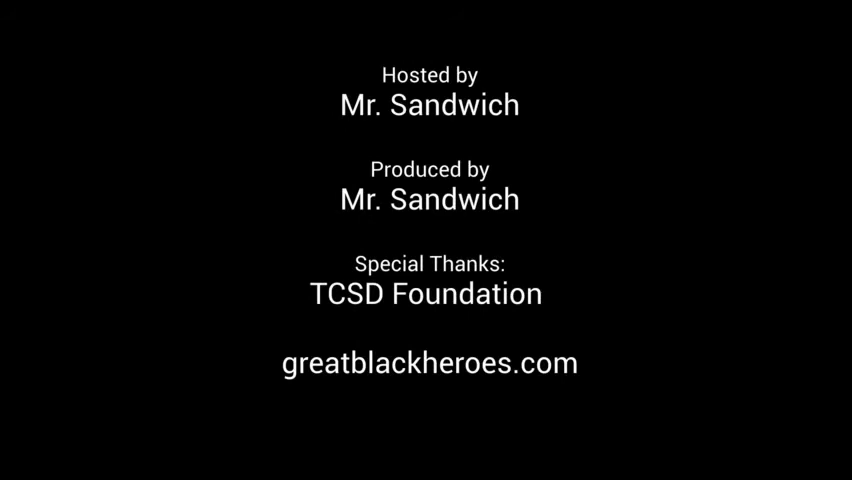 Hosted by
Mr. Sandwich
Produced by
Mr. Sandwich
Special Thanks:
TCSD Foundation
greatblackheroes.com